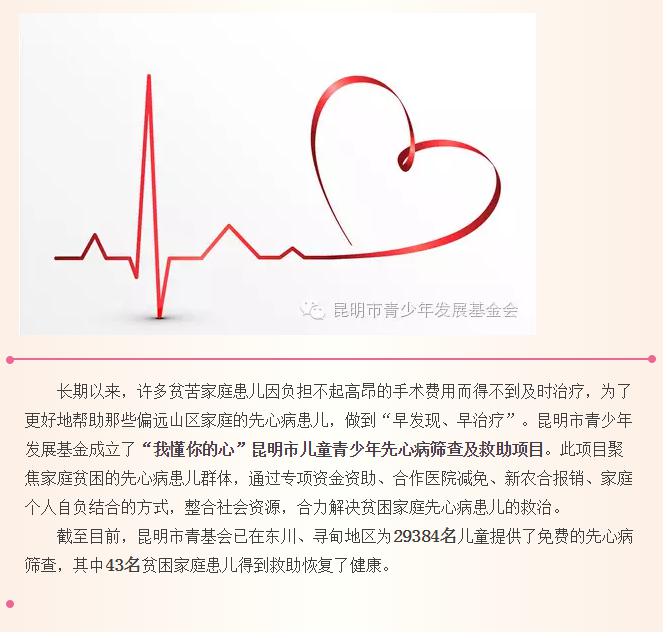 昆明市青少年发展基金会
长期以来，许多贫苦家庭患儿因负担不起高昂的手术费用而得不到及时治疗，为了
更好地帮助那些偏远山区家庭的先心病患儿，做到“早发现、早治疗”。昆明市青少年
发展基金成立了“我懂你的心”昆明市儿童青少年先心病筛查及救助项目。此项目聚
焦家庭贫困的先心病患儿群体，通过专项资金资助、合作医院减免、新农合报销、家庭
个人自负结合的方式，整合社会资源，合力解决贫困家庭先心病患儿的救治。
截至目前，昆明市青基会已在东川、寻甸地区为29384名儿童提供了免费的先心病
筛查，其中43名贫困家庭患儿得到救助恢复了健康。